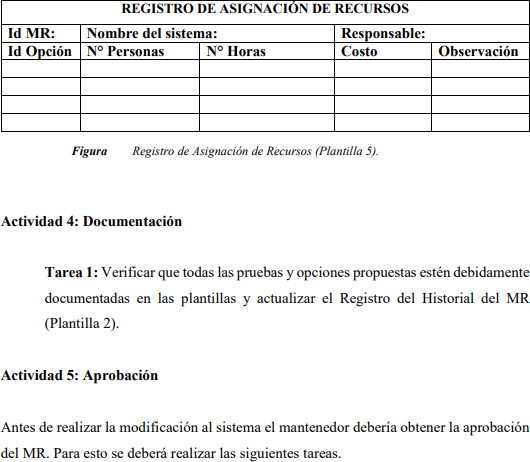 REGISTRO DE ASIGNACIÓN DE RECURSOS
Id MR: Nombre del sistema: Responsable:
Id Opción N° Personas N° Horas Costo Observación
Figura Registro de Asignación de Recursos (Plantilla 5).
Actividad 4: Documentación
Tarea 1: Verificar que todas las pruebas y opciones propuestas estén debidamente
documentadas en las plantillas y actualizar el Registro del Historial del MR
(Plantilla 2).
Actividad 5: Aprobación
Antes de realizar la modificación al sistema el mantenedor debería obtener la aprobación
del MR. Para esto se deberá realizar las siguientes tareas.